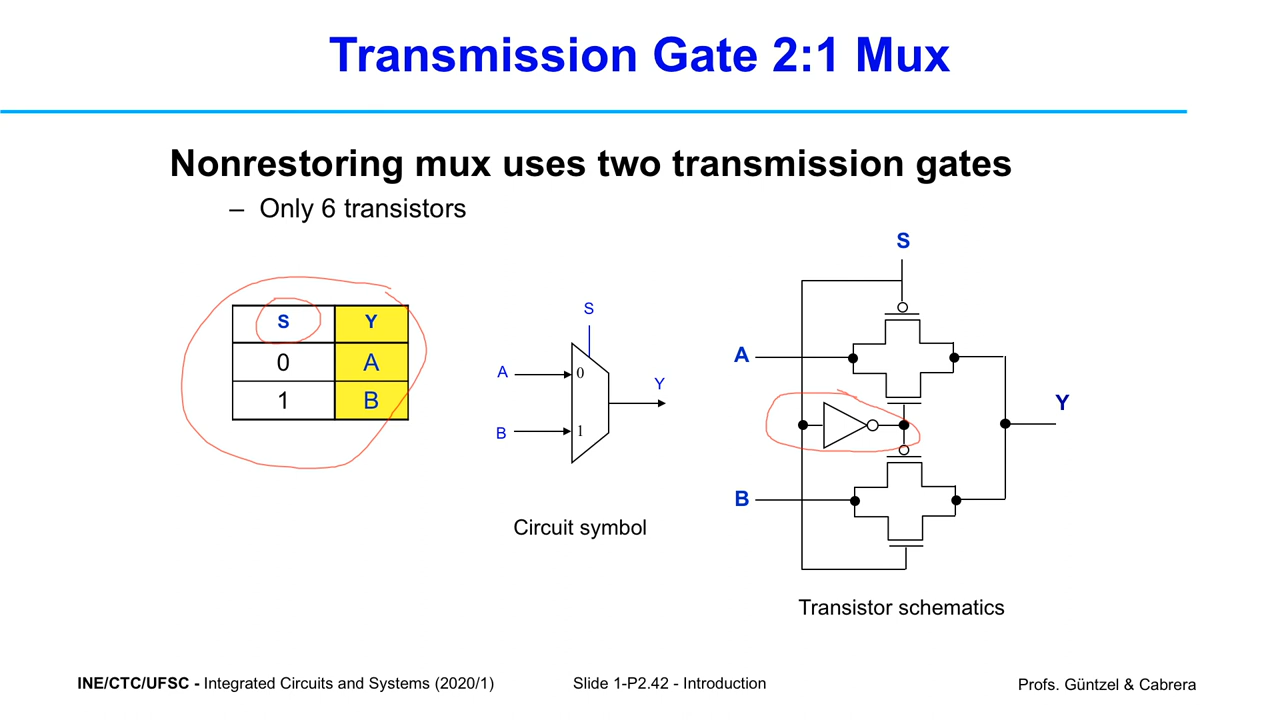 Transmission Gate 2:1 Mux
Nonrestoring mux uses two transmission gates
– Only 6 transistors
S Y
0 A
1 B
S
A 0
Y
B 1
Circuit symbol
S
A
Y
B
Transistor schematics
INE/CTC/UFSC - Integrated Circuits and Systems (2020/1) Slide 1-P2.42 - Introduction Profs. Güntzel & Cabrera